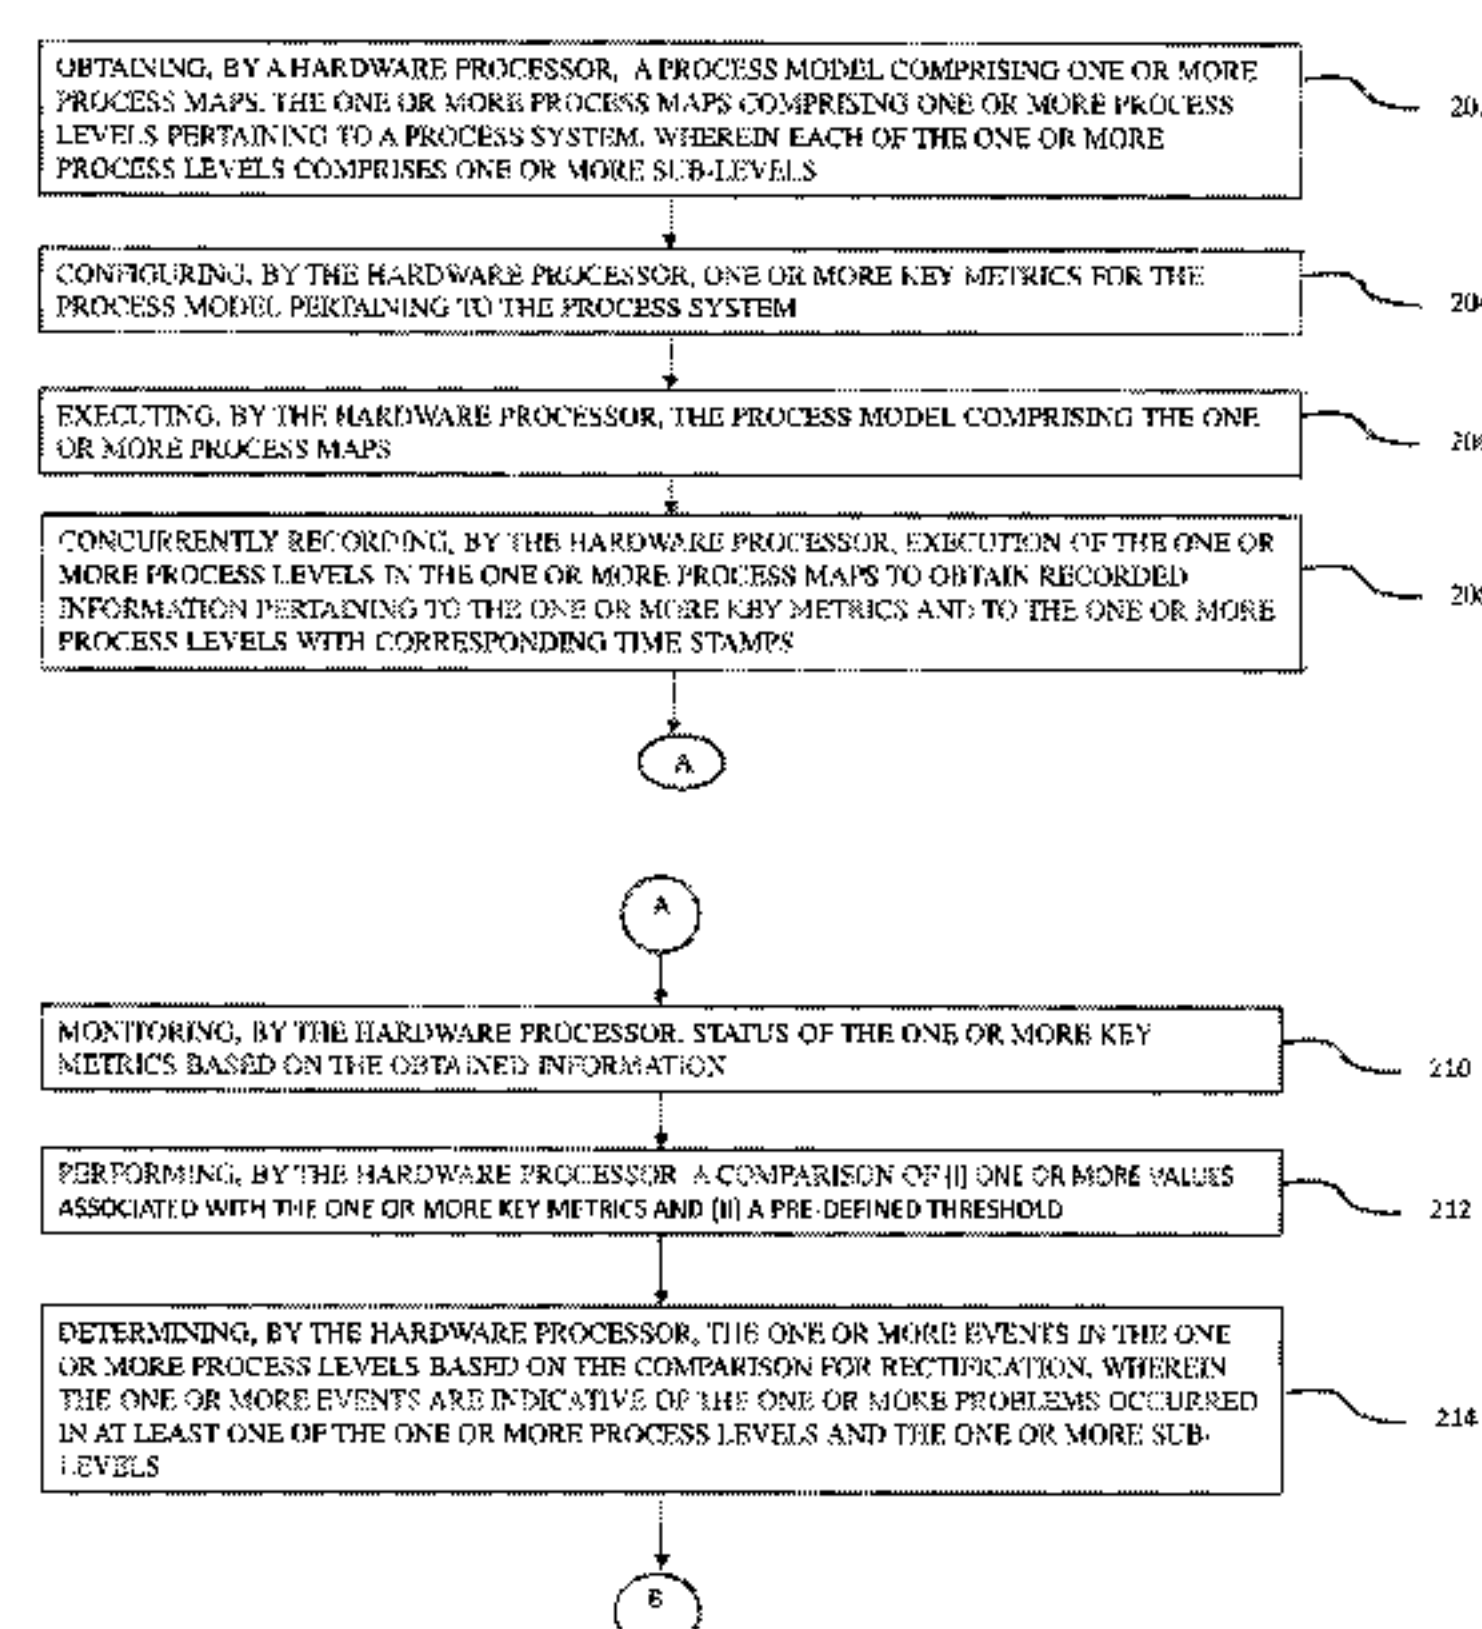 OBTAINING, BY A HARDWARE PROCESSOR, A PROCESS MODEL COMPRISING ONE OR MORE
PROCESS MAPS, THE ONE OR MORE PROCESS MAPS COMPRISING ONE OR MORE PROCESS
LEVELS PERTAINING TO A PROCESS SYSTEM, WHEREIN EACH OF THE ONE OR MORE
PROCESS LEVELS COMPRISES ONE OR MORE SUB-LEVELS
CONFIGURING, BY THE HARDWARE PROCESSOR, ONE OR MORE KEY METRICS FOR THE
PROCESS MODEL PERTAINING TO THE PROCESS SYSTEM
204
EXECUTING, BY THE HARDWARE PROCESSOR, THE PROCESS MODEL COMPRISING THE ONE
OR MORE PROCESS MAPS
CONCURRENTLY RECORDING, BY THE HARDWARE PROCESSOR, EXECUTION OF THE ONE OR
MORE PROCESS LEVELS IN THE ONE OR MORE PROCESS MAPS TO OBTAIN RECORDED
INFORMATION PERTAINING TO THE ONE OR MORE KEY METRICS AND TO THE ONE OR MORE
PROCESS LEVELS WITH CORRESPONDING TIME STAMPS
A
A
MONITORING, BY THE HARDWARE PROCESSOR, STATUS OF THE ONE OR MORE KEY
METRICS BASED ON THE OBTAINED INFORMATION
210
PERFORMING, BY THE HARDWARE PROCESSOR A COMPARISON OF (I) ONE OR MORE VALUES
ASSOCIATED WITH THE ONE OR MORE KEY METRICS AND (II) A PRE-DEFINED THRESHOLD
212
DETERMINING, BY THE HARDWARE PROCESSOR, THE ONE OR MORE EVENTS IN THE ONE
OR MORE PROCESS LEVELS BASED ON THE COMPARISON FOR RECTIFICATION, WHEREIN
THE ONE OR MORE EVENTS ARE INDICATIVE OF THE ONE OR MORE PROBLEMS OCCURRED
IN AT LEAST ONE OF THE ONE OR MORE PROCESS LEVELS AND THE ONE OR MORE SUB-
LEVELS
214
B